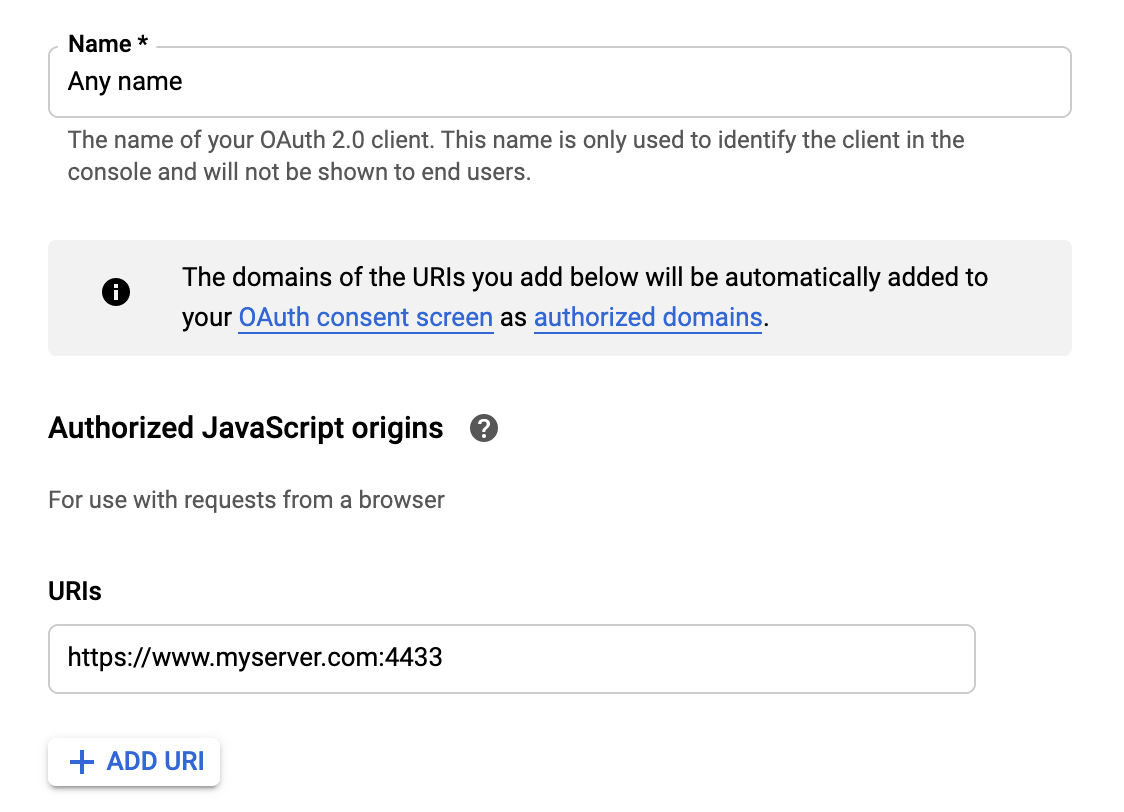 Name *
Any name
The name of your OAuth 2.0 client. This name is only used to identify the client in the
console and will not be shown to end users.
The domains of the URIs you add below will be automatically added to
your OAuth consent screen as authorized domains.
Authorized JavaScript origins
For use with requests from a browser
URIs
https://www.myserver.com:4433
ADD URI